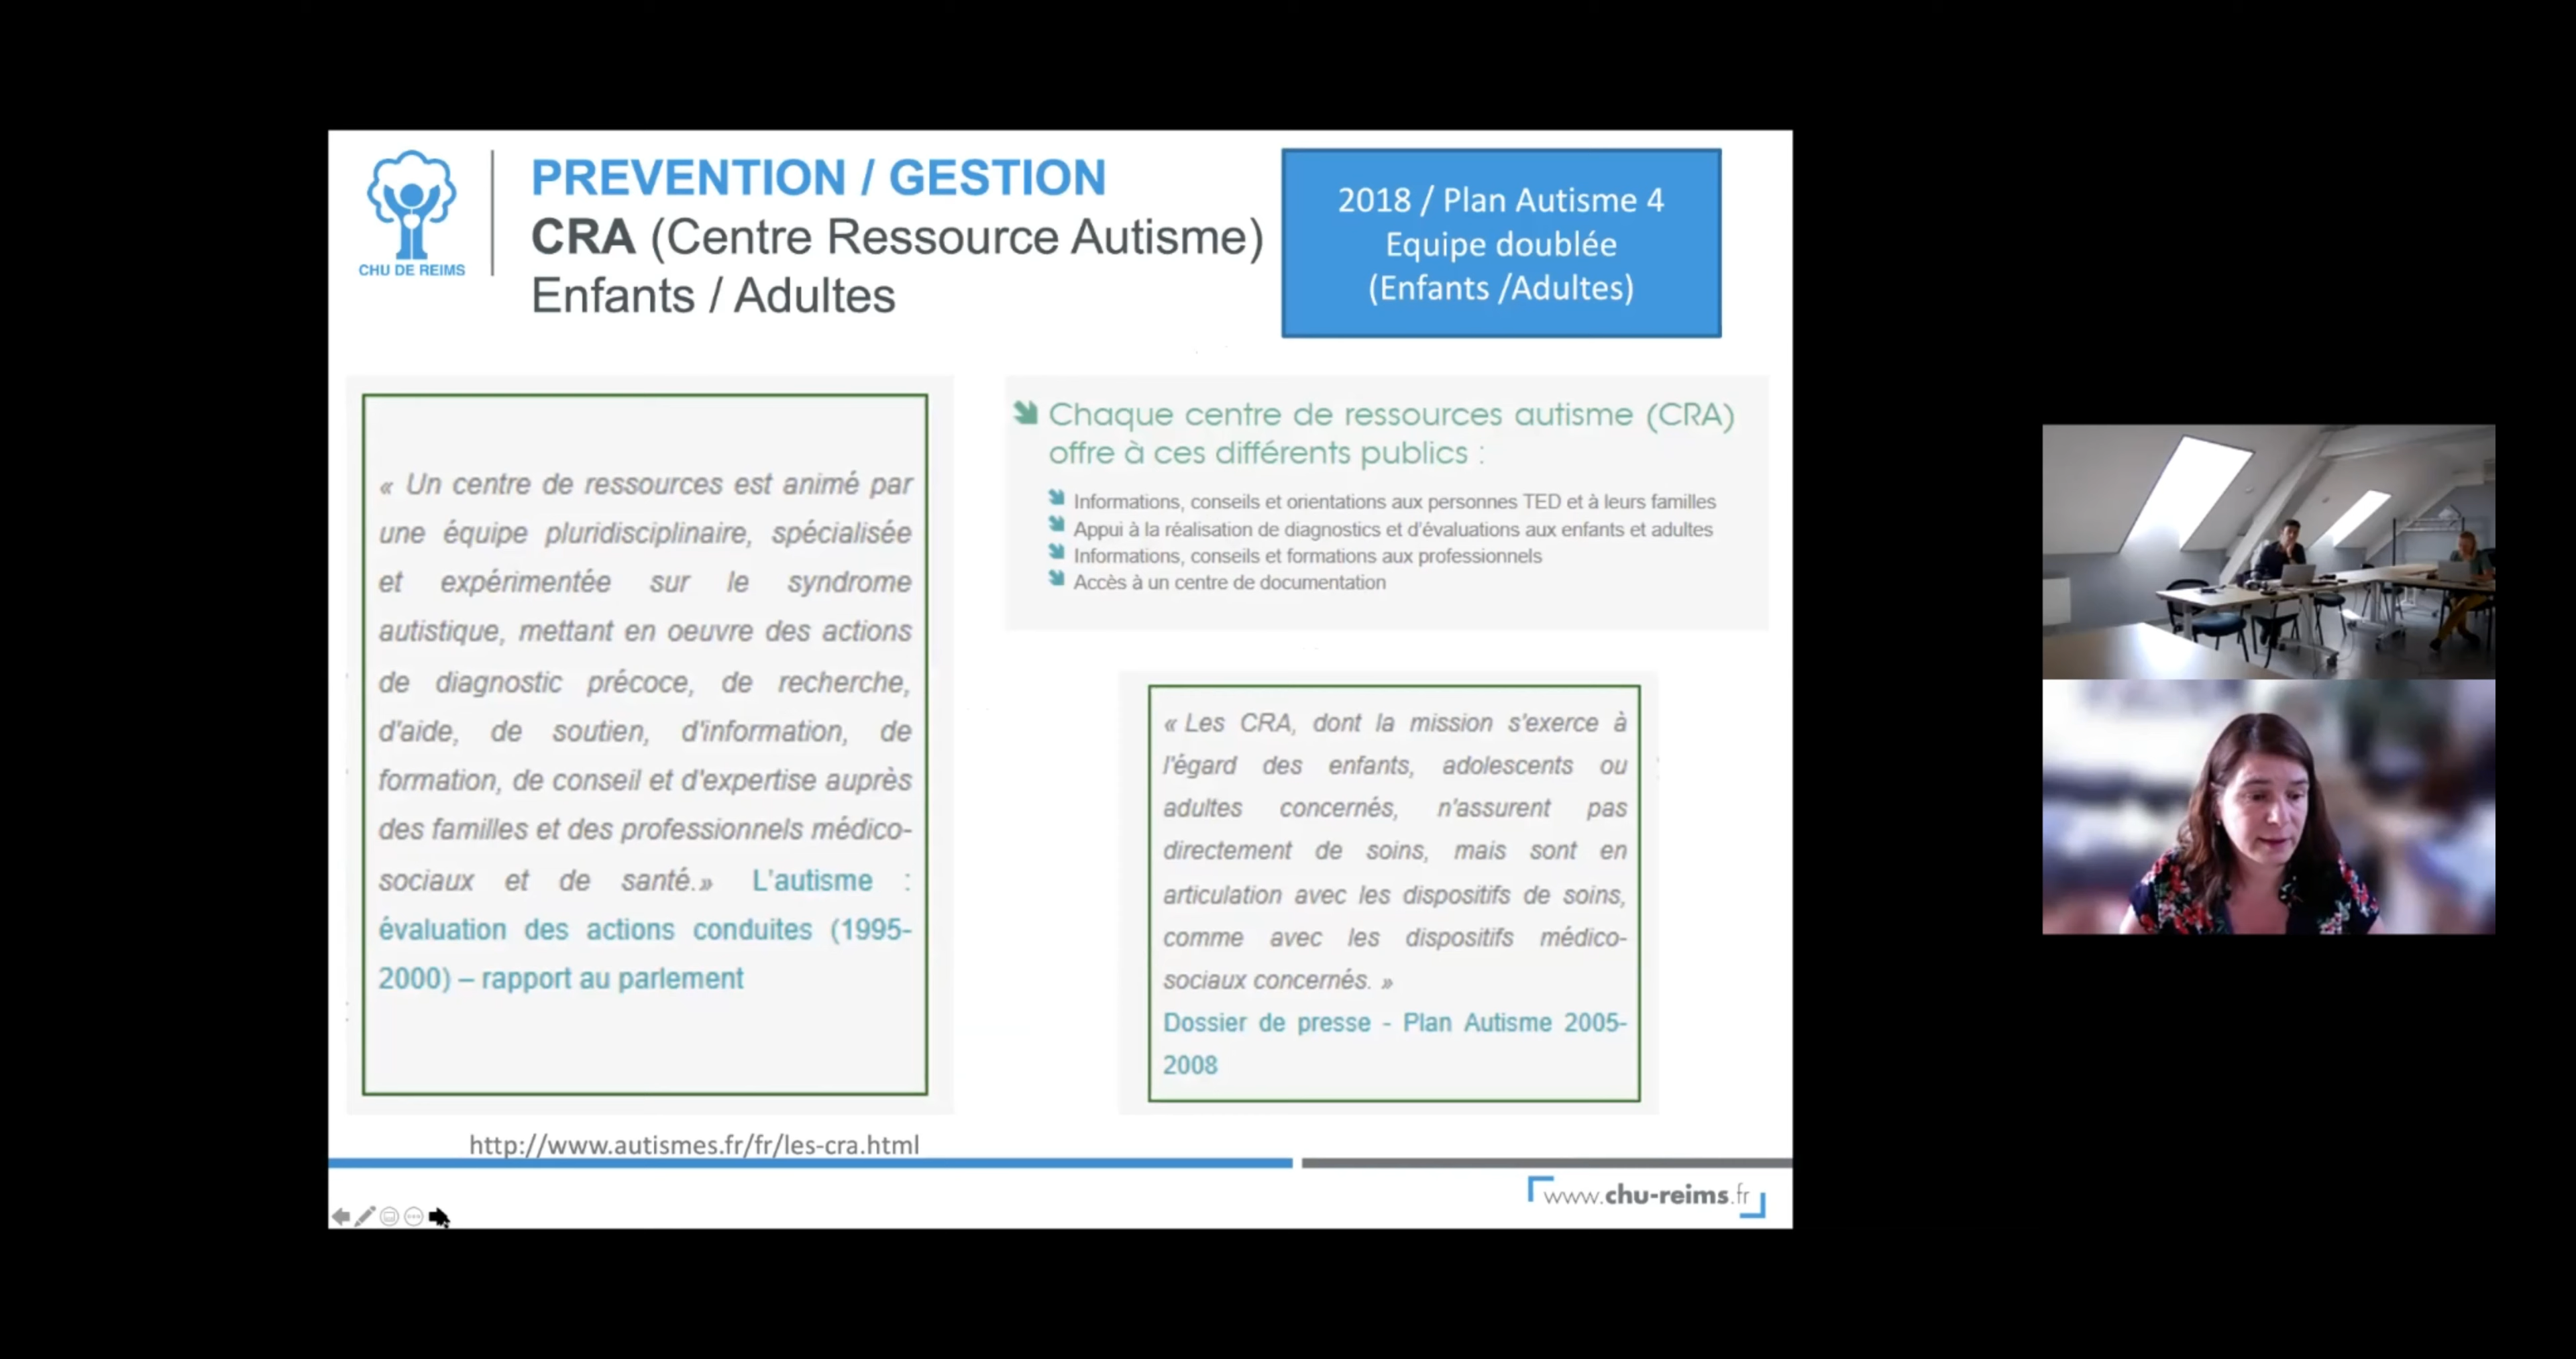 CHU DE REIMS
PREVENTION / GESTION
CRA (Centre Ressource Autisme)
Enfants / Adultes
2018 / Plan Autisme 4
Equipe doublée
(Enfants /Adultes)
« Un centre de ressources est animé par
une équipe pluridisciplinaire, spécialisée
et expérimentée sur le syndrome
autistique, mettant en oeuvre des actions
de diagnostic précoce, de recherche,
d'aide, de soutien, d'information, de
formation, de conseil et d'expertise auprès
des familles et des professionnels médico-
sociaux et de santé.» L'autisme :
évaluation des actions conduites (1995-
2000) – rapport au parlement
Chaque centre de ressources autisme (CRA)
offre à ces différents publics :
Informations, conseils et orientations aux personnes TED et à leurs familles
Appui à la réalisation de diagnostics et d'évaluations aux enfants et adultes
Informations, conseils et formations aux professionnels
Accès à un centre de documentation
« Les CRA, dont la mission s'exerce à
l'égard des enfants, adolescents ou
adultes concernés, n'assurent pas
directement de soins, mais sont en
articulation avec les dispositifs de soins,
comme avec les dispositifs médico-
sociaux concernés. »
Dossier de presse - Plan Autisme 2005-
2008
http://www.autismes.fr/fr/les-cra.html
www.chu-reims.fr